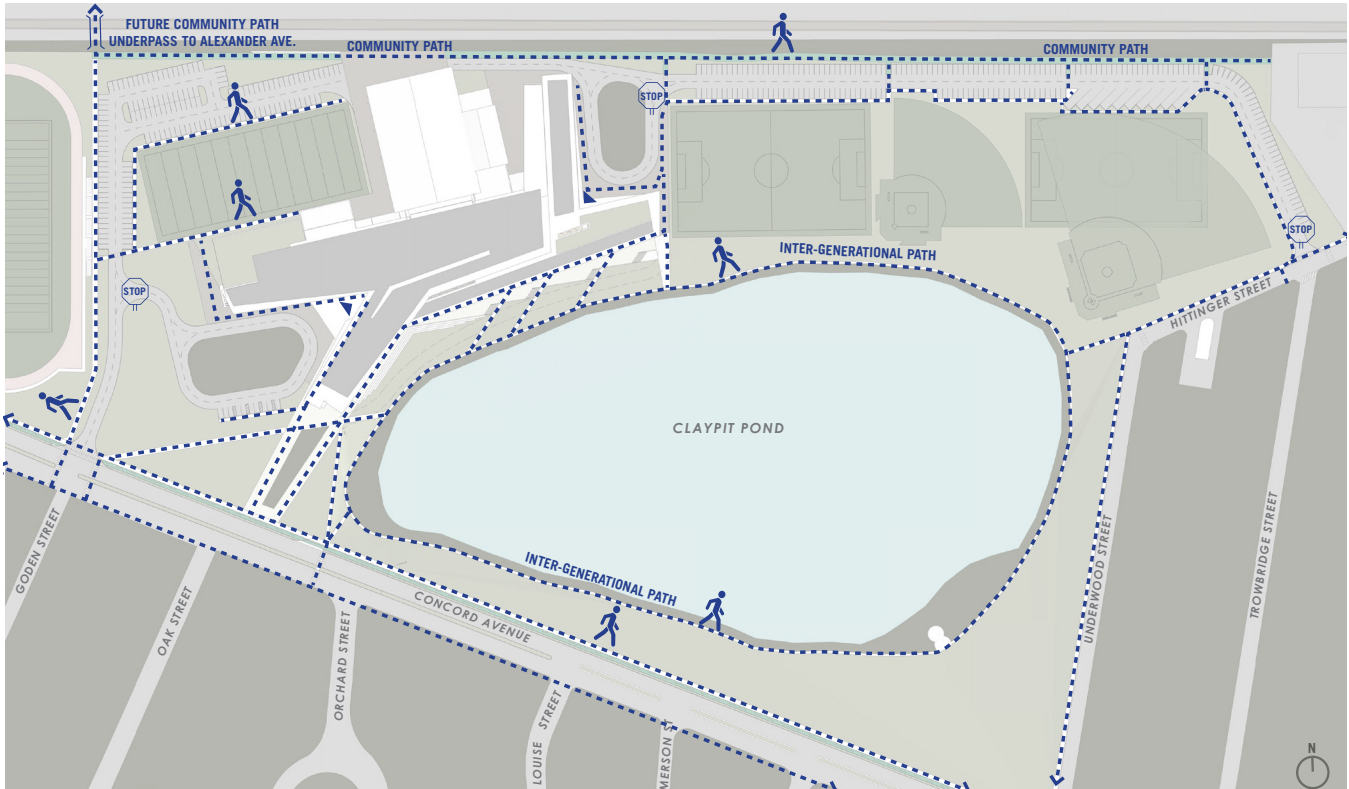 FUTURE COMMUNITY PATH
UNDERPASS TO ALEXANDER AVE.
COMMUNITY PATH
COMMUNITY PATH
STOP
STOP
STOP
INTER-GENERATIONAL PATH
HITTINGER STREET
CLAYPIT POND
INTER-GENERATIONAL PATH
GODEN STREET
OAK STREET
ORCHARD STREET
CONCORD AVENUE
LOUISE STREET
MERSON ST
UNDERWOOD STREET
TROWBRIDGE STREET
N